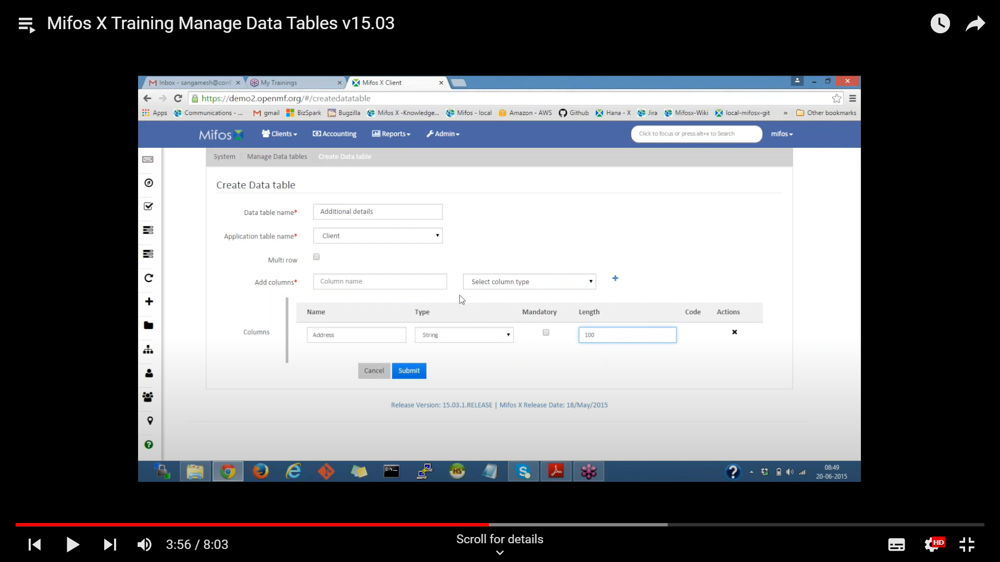 Mifos X Training Manage Data Tables v15.03
Inbox - sangamesh@conf
My Trainings
Mifos X Client
https://demo2.openmf.org/#/createdatatable
Apps Communications - ... gmail BizSpark Bugzilla Mifos X -Knowledge... Mifos - local Amazon - AWS Github Hana - X Jira Mifosx-Wiki local-mifosx-git » Other bookmarks
Mifos Clients Accounting Reports Admin Click to focus or press alt+x to Search mifos
System Manage Data tables Create Data table
Create Data table
Data table name* Additional details
Application table name* Client
Multi row
Add columns* Column name Select column type
Name Type Mandatory Length Code Actions
Columns Address String 100
Cancel Submit
Release Version: 15.03.1.RELEASE | Mifos X Release Date: 18/May/2015
HS
08:49
20-06-2015
3:56 / 8:03
Scroll for details
HD